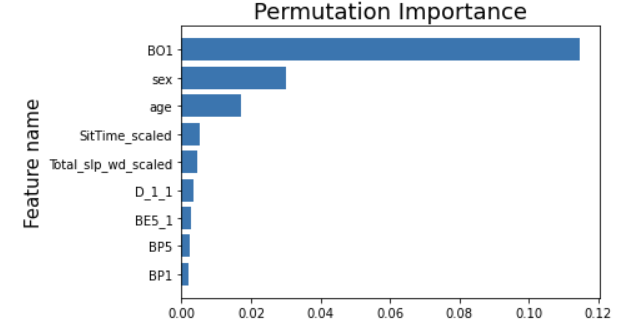 Permutation Importance
Feature name
BO1
sex
age
SitTime_scaled
Total_slp_wd_scaled
D_1_1
BE5_1
BP5
BP1
0.00 0.02 0.04 0.06 0.08 0.10 0.12